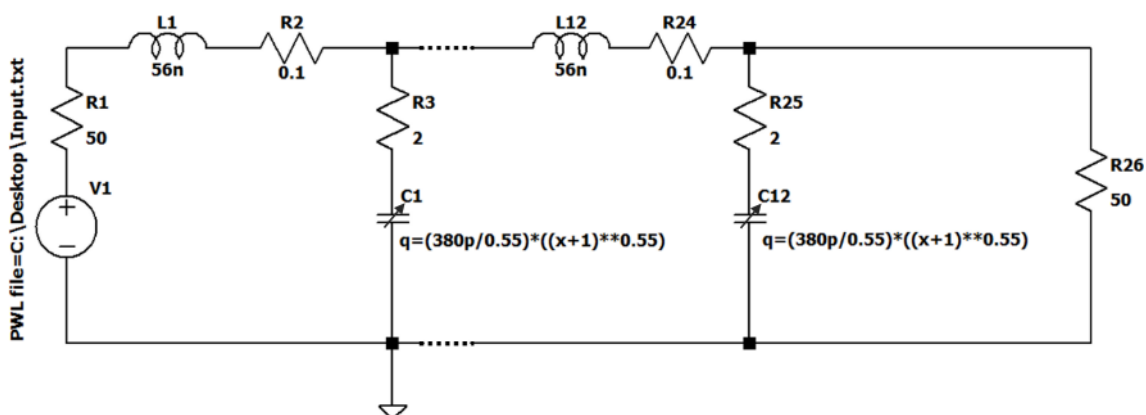 L1
56n
R2
0.1
L12
56n
R24
0.1
R1
50
R3
2
R25
2
R26
50
PWL file=C:\Desktop\Input.txt
V1
C1
q=(380p/0.55)*((x+1)**0.55)
C12
q=(380p/0.55)*((x+1)**0.55)